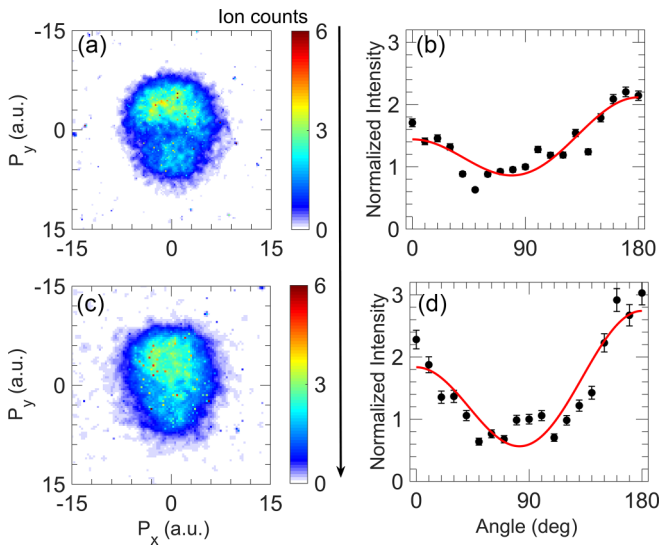 Ion counts
(a)
-15
0
15
P_y (a.u.)
-15
0
15
6
3
0
(b)
Normalized Intensity
3
2
1
0
0
90
180
(c)
-15
0
15
P_y (a.u.)
-15
0
15
P_x (a.u.)
6
3
0
(d)
Normalized Intensity
3
2
1
0
0
90
180
Angle (deg)